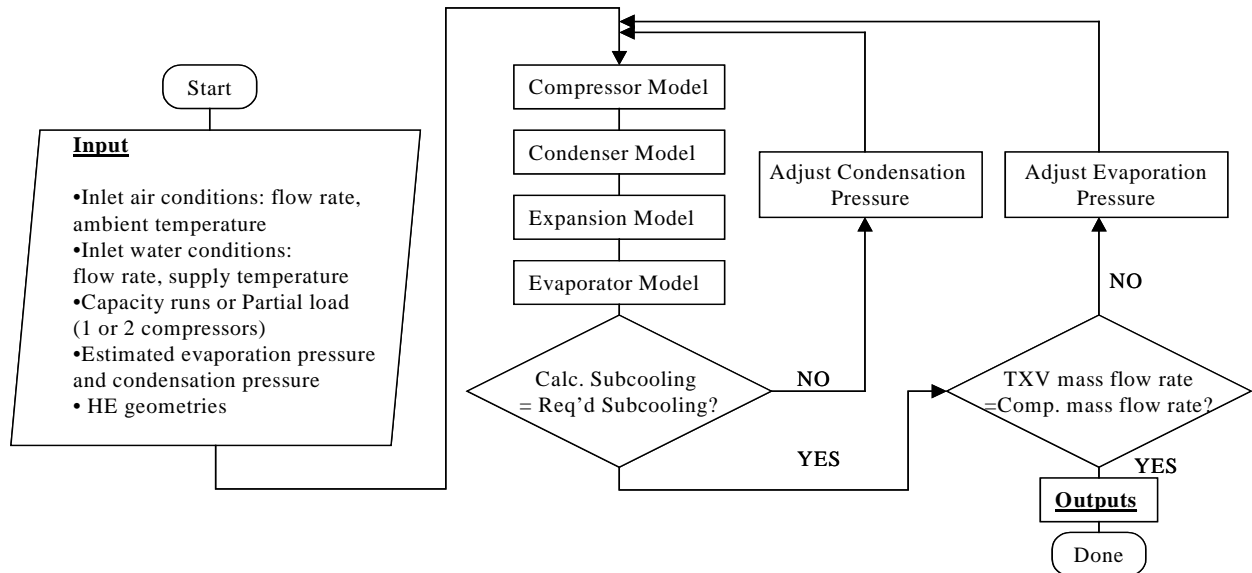 Start
Input
•Inlet air conditions: flow rate,
ambient temperature
•Inlet water conditions:
flow rate, supply temperature
•Capacity runs or Partial load
(1 or 2 compressors)
•Estimated evaporation pressure
and condensation pressure
• HE geometries
Compressor Model
Condenser Model
Expansion Model
Evaporator Model
Calc. Subcooling
= Req'd Subcooling?
NO
YES
Adjust Condensation
Pressure
Adjust Evaporation
Pressure
NO
TXV mass flow rate
=Comp. mass flow rate?
YES
Outputs
Done